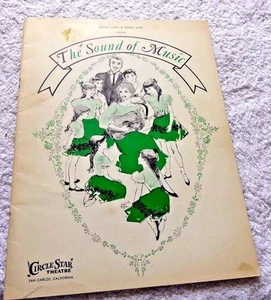 The Sound of Music
CIRCLE STAR
THEATRE
SAN CARLOS, CALIFORNIA